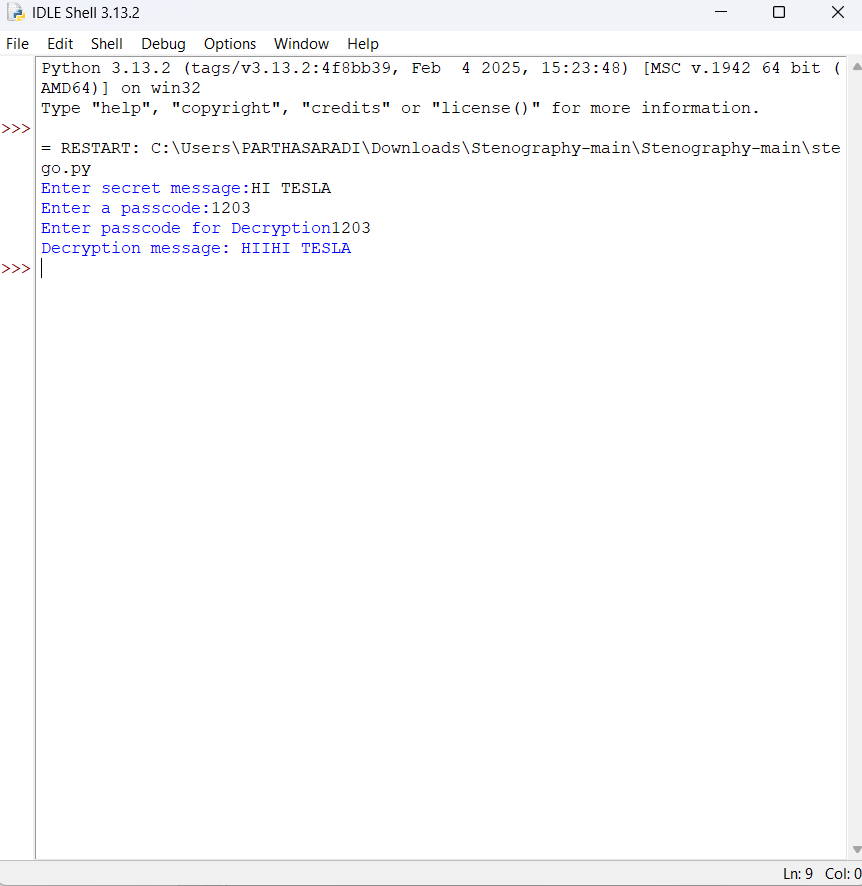 IDLE Shell 3.13.2
File Edit Shell Debug Options Window Help
Python 3.13.2 (tags/v3.13.2:4f8bb39, Feb  4 2025, 15:23:48) [MSC v.1942 64 bit (
AMD64)] on win32
Type "help", "copyright", "credits" or "license()" for more information.
>>>
= RESTART: C:\Users\PARTHASARADI\Downloads\Stenography-main\Stenography-main\ste
go.py
Enter secret message:HI TESLA
Enter a passcode:1203
Enter passcode for Decryption1203
Decryption message: HIIHI TESLA
>>>
Ln: 9 Col: 0